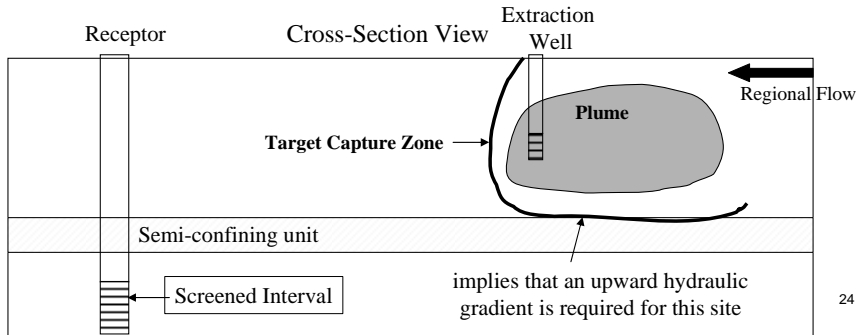 Receptor
Cross-Section View
Extraction
Well
Regional Flow
Plume
Target Capture Zone
Semi-confining unit
Screened Interval
implies that an upward hydraulic
gradient is required for this site
24